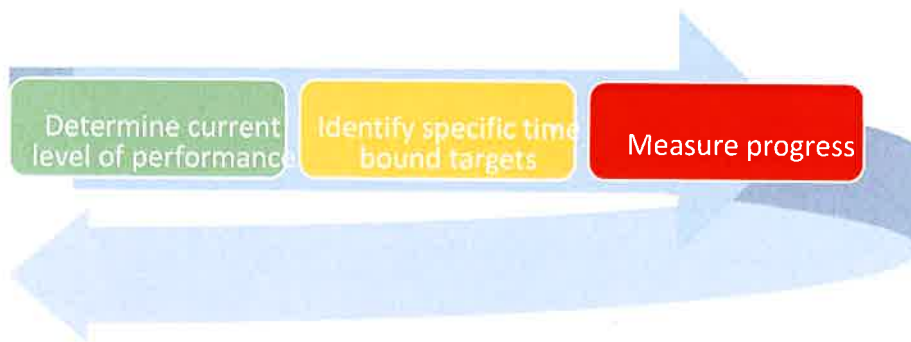 Determine current
level of performance
Identify specific time
bound targets
Measure progress